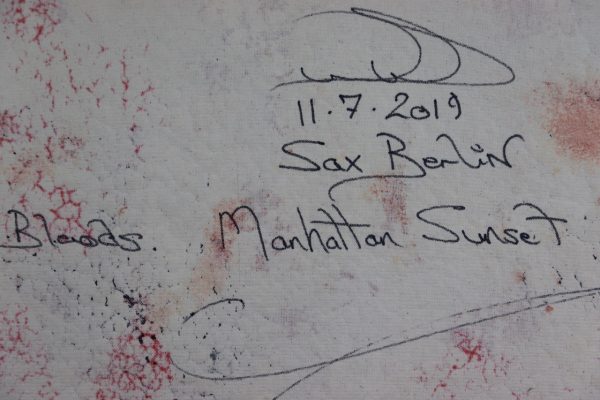 11.7.2019
Sax Berlin
Bloods. Manhattan Sunset